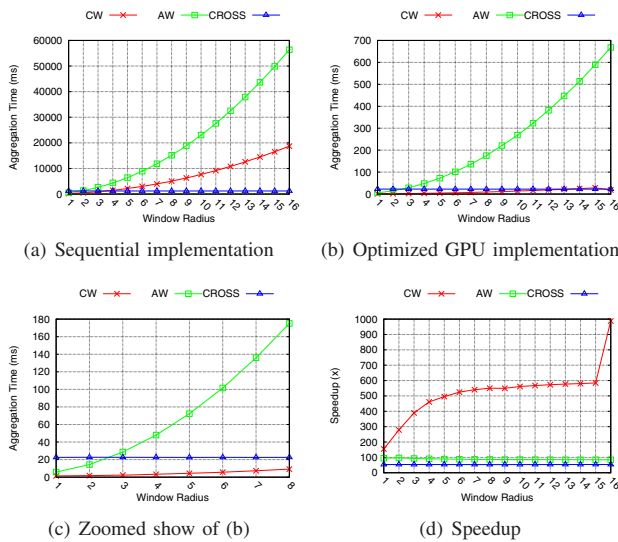 CW AW CROSS
60000
50000
40000
30000
20000
10000
0
Aggregation Time (ms)
1 2 3 4 5 6 7 8 9 10 11 12 13 14 15 16
Window Radius
(a) Sequential implementation
CW AW CROSS
700
600
500
400
300
200
100
0
Aggregation Time (ms)
1 2 3 4 5 6 7 8 9 10 11 12 13 14 15 16
Window Radius
(b) Optimized GPU implementation
CW AW CROSS
180
160
140
120
100
80
60
40
20
0
Aggregation Time (ms)
1 2 3 4 5 6 7 8
Window Radius
(c) Zoomed show of (b)
CW AW CROSS
1000
900
800
700
600
500
400
300
200
100
0
Speedup (x)
1 2 3 4 5 6 7 8 9 10 11 12 13 14 15 16
Window Radius
(d) Speedup